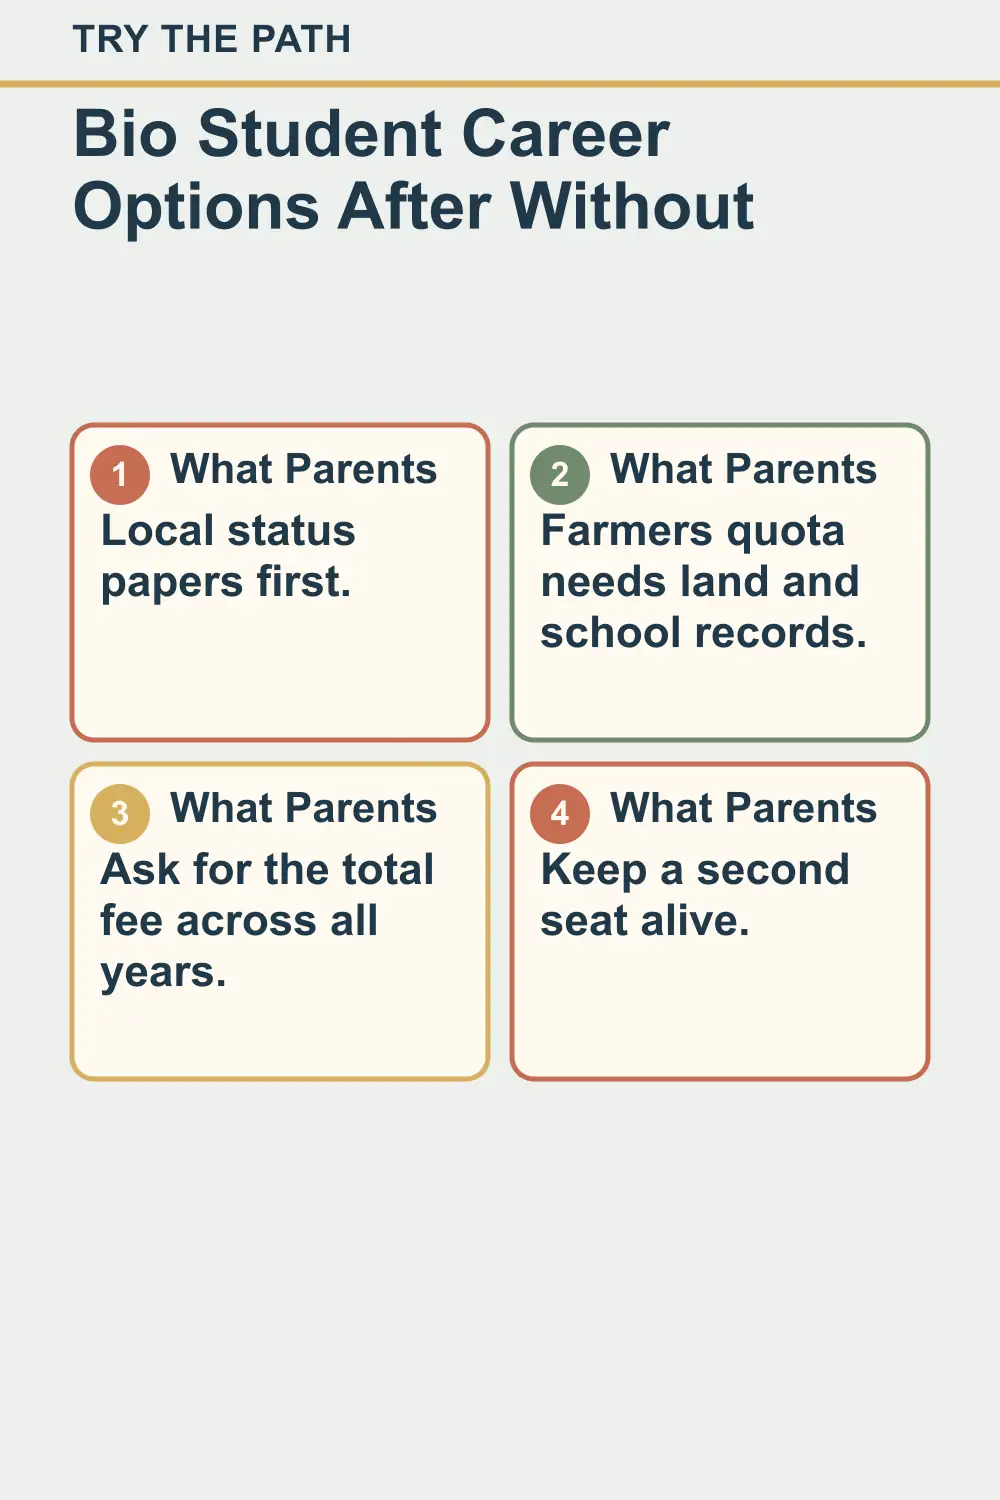 TRY THE PATH
Bio Student Career
Options After Without
1 What Parents
Local status
papers first.
2 What Parents
Farmers quota
needs land and
school records.
3 What Parents
Ask for the total
fee across all
years.
4 What Parents
Keep a second
seat alive.